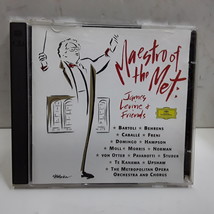 Maestro of
the Met:
James Levine &
Friends
★ BARTOLI ★ BEHRENS
★ CABALLÉ ★ FRENI
★ DOMINGO ★ HAMPSON
★ MOLL ★ MORRIS ★ NORMAN
★ VON OTTER ★ PAVAROTTI ★ STUDER
★ TE KANAWA ★ UPSHAW
★ THE METROPOLITAN OPERA
ORCHESTRA AND CHORUS